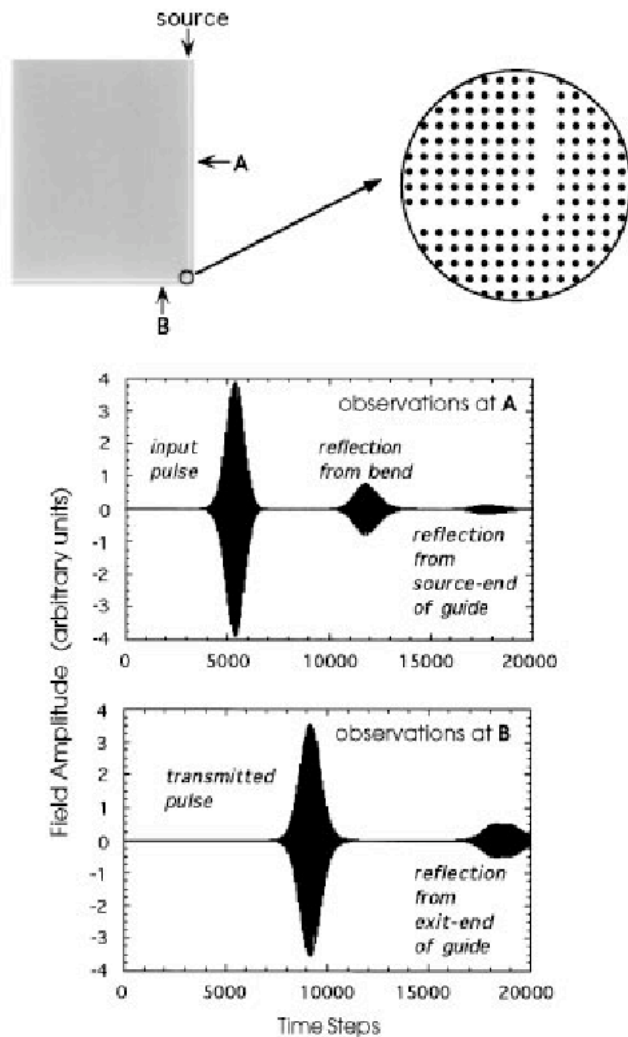 source
A
B
observations at A
input
pulse
reflection
from bend
reflection
from
source-end
of guide
4
3
2
1
0
-1
-2
-3
-4
0
5000
10000
15000
20000
Field Amplitude (arbitrary units)
observations at B
transmitted
pulse
reflection
from
exit-end
of guide
4
3
2
1
0
-1
-2
-3
-4
0
5000
10000
15000
20000
Time Steps